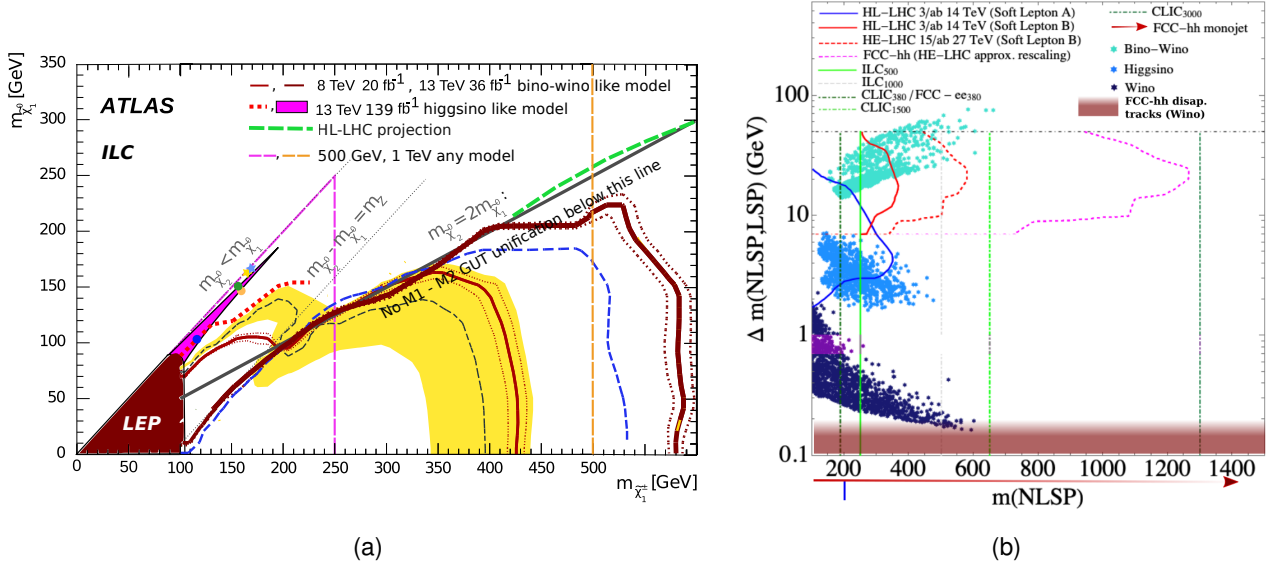 m_χ̃₁⁰ [GeV]
350
300
250
200
150
100
50
0
ATLAS
ILC
8 TeV 20 fb⁻¹ , 13 TeV 36 fb⁻¹ bino-wino like model
13 TeV 139 fb⁻¹ higgsino like model
HL-LHC projection
500 GeV, 1 TeV any model
m_χ̃₂⁰ < m_χ̃₁⁰
m_χ̃₂⁰ - m_χ̃₁⁰ = m_Z
m_χ̃₂⁰ = 2m_χ̃₁⁰ :
No M1 - M2 GUT unification below this line
LEP
0 50 100 150 200 250 300 350 400 450 500
m_χ̃₁± [GeV]
(a)
HL-LHC 3/ab 14 TeV (Soft Lepton A)
HL-LHC 3/ab 14 TeV (Soft Lepton B)
HE-LHC 15/ab 27 TeV (Soft Lepton B)
FCC-hh (HE-LHC approx. rescaling)
ILC₅₀₀
ILC₁₀₀₀
CLIC₃₈₀ / FCC - ee₃₈₀
CLIC₁₅₀₀
CLIC₃₀₀₀
FCC-hh monojet
Bino-Wino
Higgsino
Wino
FCC-hh disap.
tracks (Wino)
Δ m(NLSP,LSP) (GeV)
100
10
1
0.1
200 400 600 800 1000 1200 1400
m(NLSP)
(b)